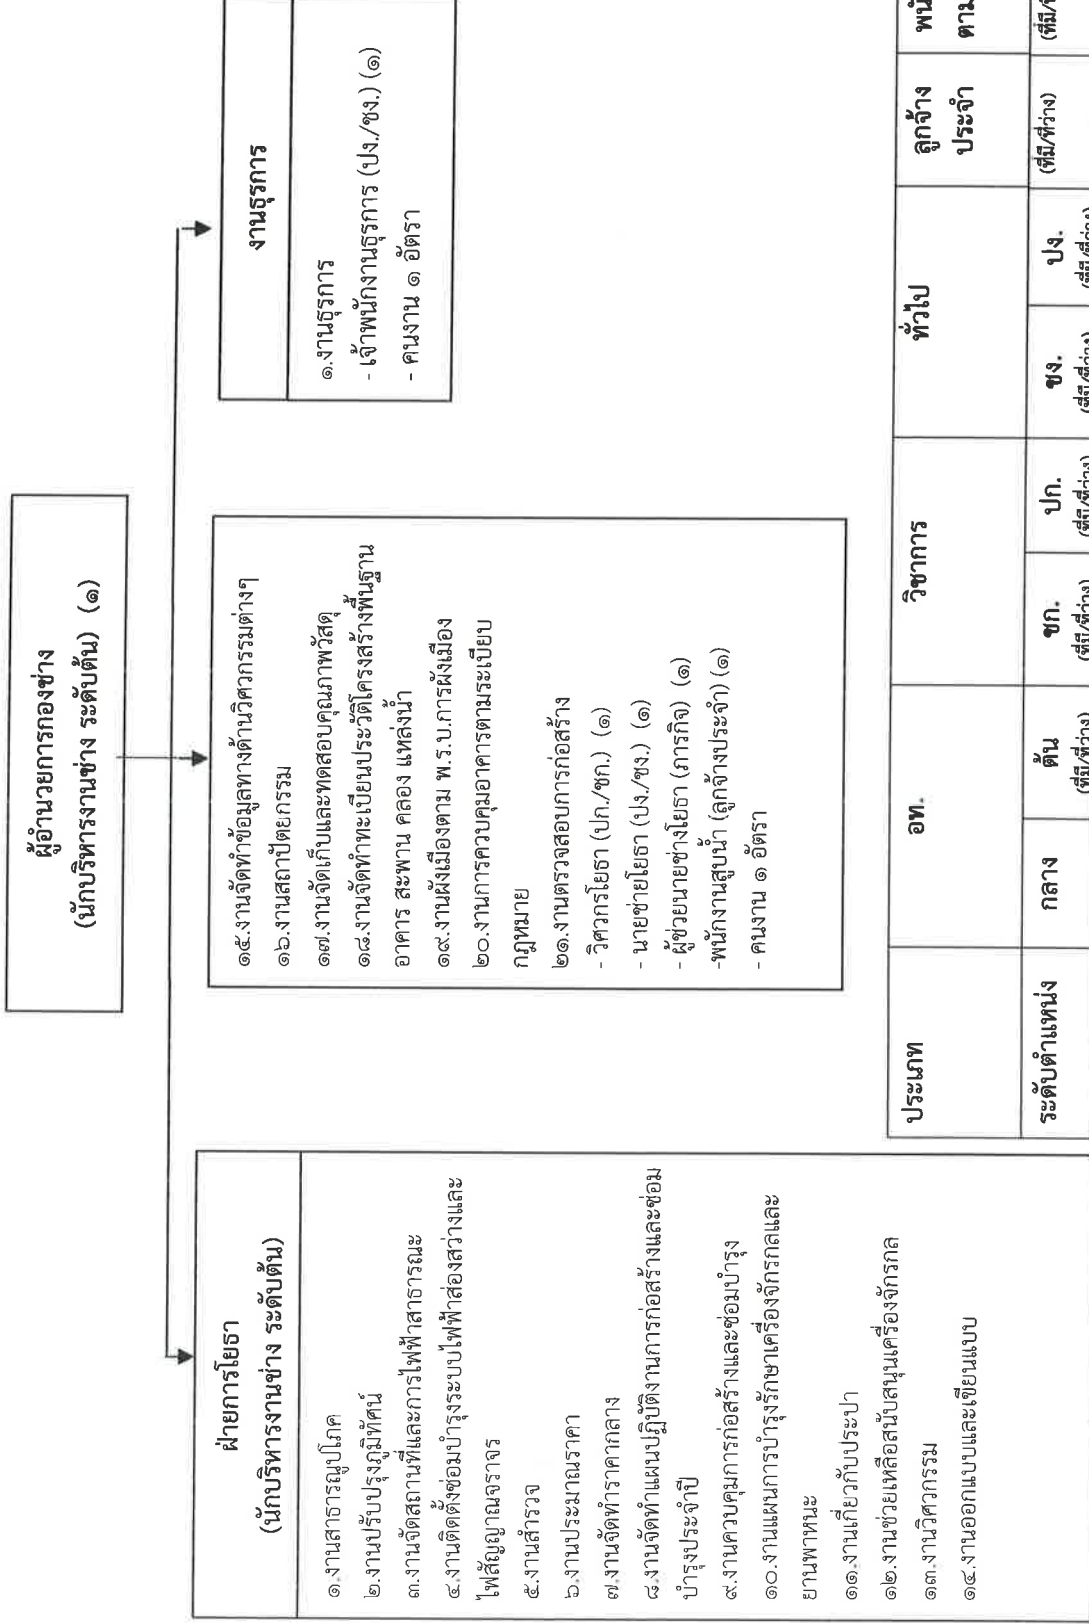 ผู้อำนวยการกองช่าง
(นักบริหารงานช่าง ระดับต้น) (๑)
ฝ่ายการโยธา
(นักบริหารงานช่าง ระดับต้น)
๑.งานสาธารณูปโภค
๒.งานปรับปรุงภูมิทัศน์
๓.งานจัดสถานที่และการไฟฟ้าสาธารณะ
๔.งานติดตั้งซ่อมบำรุงระบบไฟฟ้าส่องสว่างและ
ไฟสัญญาณจราจร
๕.งานสำรวจ
๖.งานประมาณราคา
๗.งานจัดทำราคากลาง
๘.งานจัดทำแผนปฏิบัติงานการก่อสร้างและซ่อม
บำรุงประจำปี
๙.งานควบคุมการก่อสร้างและซ่อมบำรุง
๑๐.งานแผนการบำรุงรักษาเครื่องจักรกลและ
ยานพาหนะ
๑๑.งานเกี่ยวกับประปา
๑๒.งานช่วยเหลือสนับสนุนเครื่องจักรกล
๑๓.งานวิศวกรรม
๑๔.งานออกแบบและเขียนแบบ
๑๕.งานจัดทำข้อมูลทางด้านวิศวกรรมต่างๆ
๑๖.งานสถาปัตยกรรม
๑๗.งานจัดเก็บและทดสอบคุณภาพวัสดุ
๑๘.งานจัดทำทะเบียนประวัติโครงสร้างพื้นฐาน
อาคาร สะพาน คลอง แหล่งน้ำ
๑๙.งานผังเมืองตาม พ.ร.บ.การผังเมือง
๒๐.งานการควบคุมอาคารตามระเบียบ
กฎหมาย
๒๑.งานตรวจสอบการก่อสร้าง
- วิศวกรโยธา (ปก./ชก.) (๑)
- นายช่ายโยธา (ปง./ชง.) (๑)
- ผู้ช่วยนายช่างโยธา (ภารกิจ) (๑)
-พนักงานสูบน้ำ (ลูกจ้างประจำ) (๑)
- คนงาน ๑ อัตรา
งานธุรการ
๑.งานธุรการ
- เจ้าพนักงานธุรการ (ปง./ชง.) (๑)
- คนงาน ๑ อัตรา
ประเภท อท. วิชาการ ทั่วไป ลูกจ้าง
ประจำ
ตาม
ระดับตำแหน่ง กลาง ต้น ชก. ปก. ชง. ปง. (ที่มี/ที่ว่าง)
(ที่มี/ที่ว่าง) (ที่มี/ที่ว่าง) (ที่มี/ที่ว่าง) (ที่มี/ที่ว่าง) (ที่มี/ที่ว่าง)